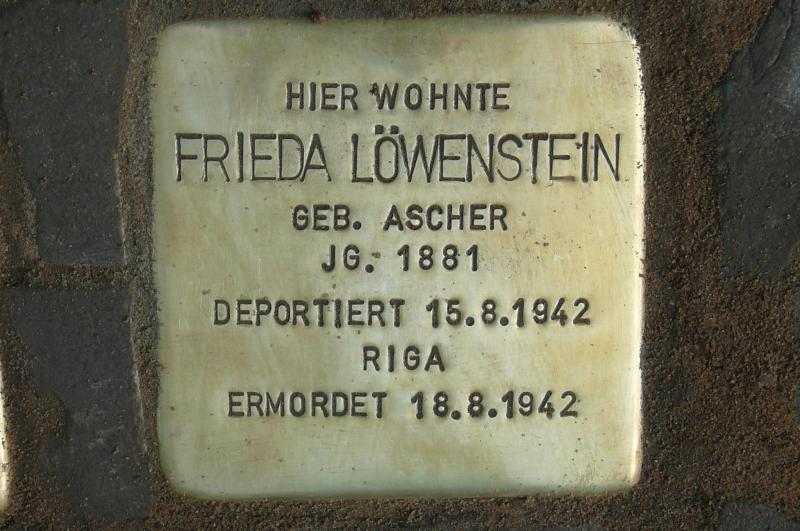 HIER WOHNTE
FRIEDA LÖWENSTEIN
GEB. ASCHER
JG. 1881
DEPORTIERT 15.8.1942
RIGA
ERMORDET 18.8.1942